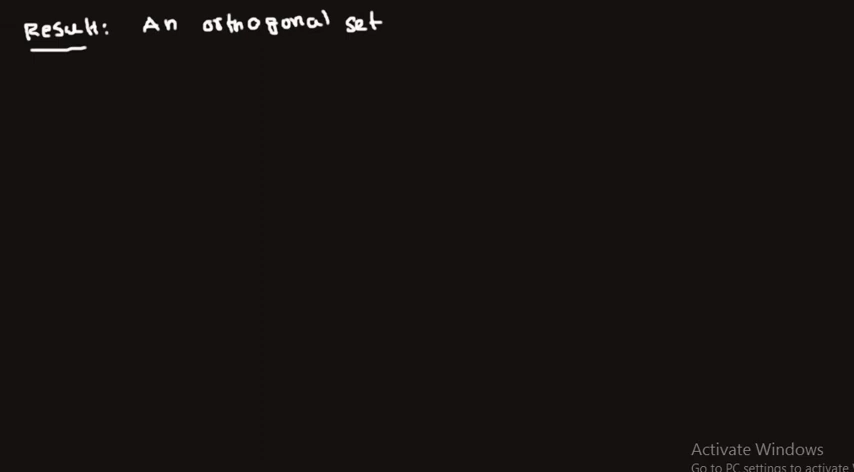 Result: An orthogonal set
Activate Windows
Go to PC settings to activate